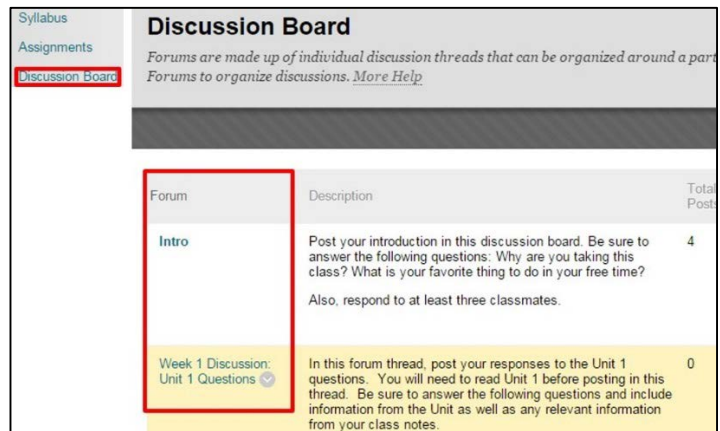 Syllabus
Assignments
Discussion Board
Discussion Board
Forums are made up of individual discussion threads that can be organized around a part
Forums to organize discussions. More Help
Forum
Description
Total
Posts
Intro
Post your introduction in this discussion board. Be sure to
answer the following questions: Why are you taking this
class? What is your favorite thing to do in your free time?
Also, respond to at least three classmates.
4
Week 1 Discussion:
Unit 1 Questions
In this forum thread, post your responses to the Unit 1
questions. You will need to read Unit 1 before posting in this
thread. Be sure to answer the following questions and include
information from the Unit as well as any relevant information
from your class notes.
0